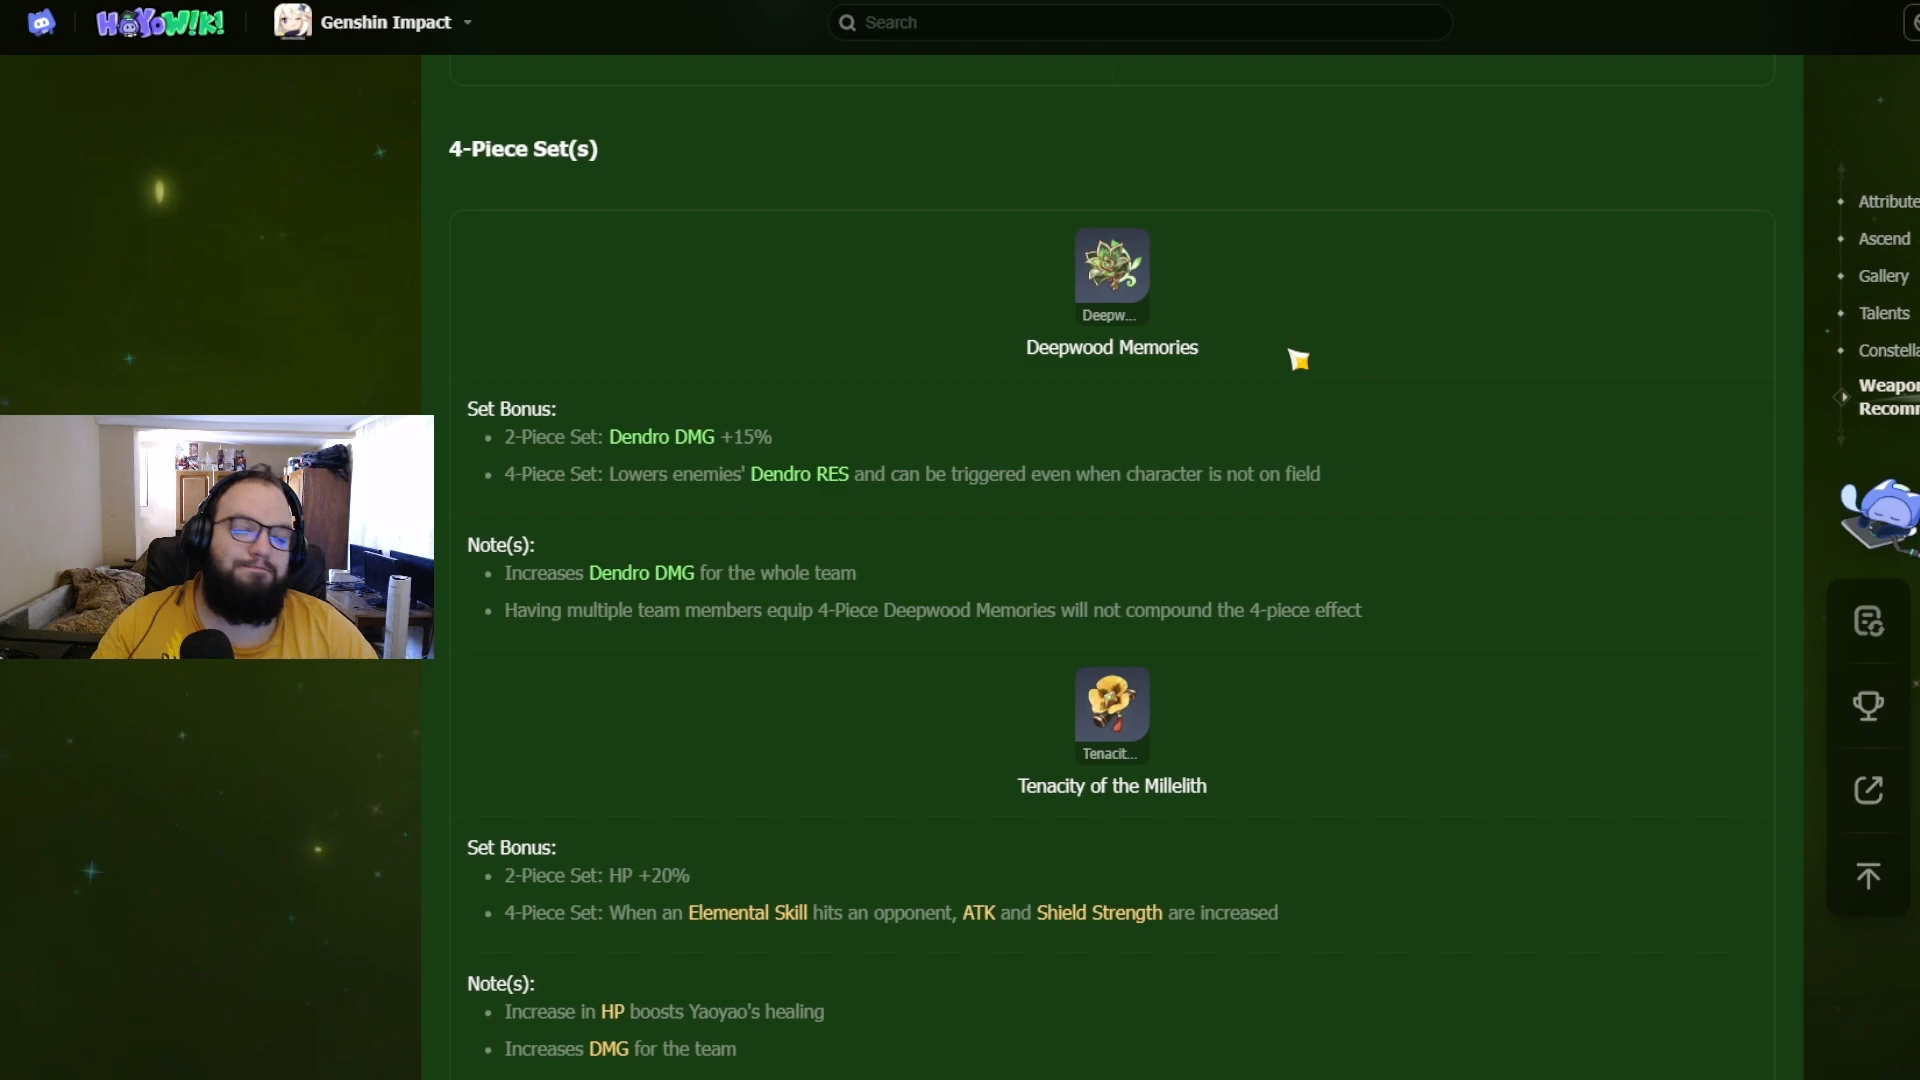 HOYOWIKI
Genshin Impact
Search
4-Piece Set(s)
Deepw...
Deepwood Memories
Set Bonus:
2-Piece Set: Dendro DMG +15%
4-Piece Set: Lowers enemies' Dendro RES and can be triggered even when character is not on field
Note(s):
Increases Dendro DMG for the whole team
Having multiple team members equip 4-Piece Deepwood Memories will not compound the 4-piece effect
Tenacit...
Tenacity of the Millelith
Set Bonus:
2-Piece Set: HP +20%
4-Piece Set: When an Elemental Skill hits an opponent, ATK and Shield Strength are increased
Note(s):
Increase in HP boosts Yaoyao's healing
Increases DMG for the team
Attribute
Ascend
Gallery
Talents
Constella
Weapon
Recomm